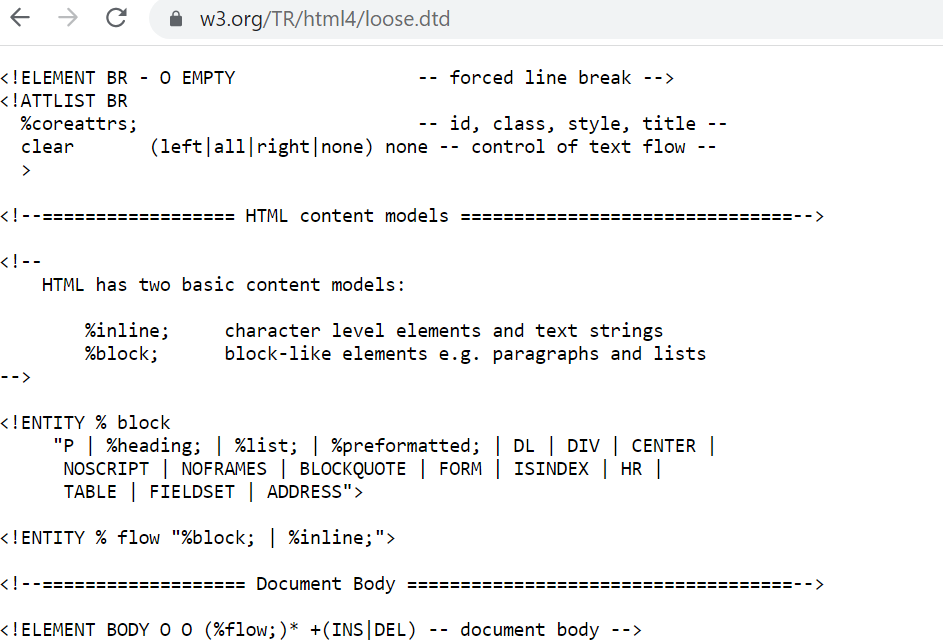 w3.org/TR/html4/loose.dtd
<!ELEMENT BR - O EMPTY                 -- forced line break -->
<!ATTLIST BR
  %coreattrs;                          -- id, class, style, title --
  clear       (left|all|right|none) none -- control of text flow --
  >
<!--================== HTML content models ===============================-->
<!--
    HTML has two basic content models:
        %inline;     character level elements and text strings
        %block;      block-like elements e.g. paragraphs and lists
-->
<!ENTITY % block
     "P | %heading; | %list; | %preformatted; | DL | DIV | CENTER |
      NOSCRIPT | NOFRAMES | BLOCKQUOTE | FORM | ISINDEX | HR |
      TABLE | FIELDSET | ADDRESS">
<!ENTITY % flow "%block; | %inline;">
<!--=================== Document Body ====================================-->
<!ELEMENT BODY O O (%flow;)* +(INS|DEL) -- document body -->